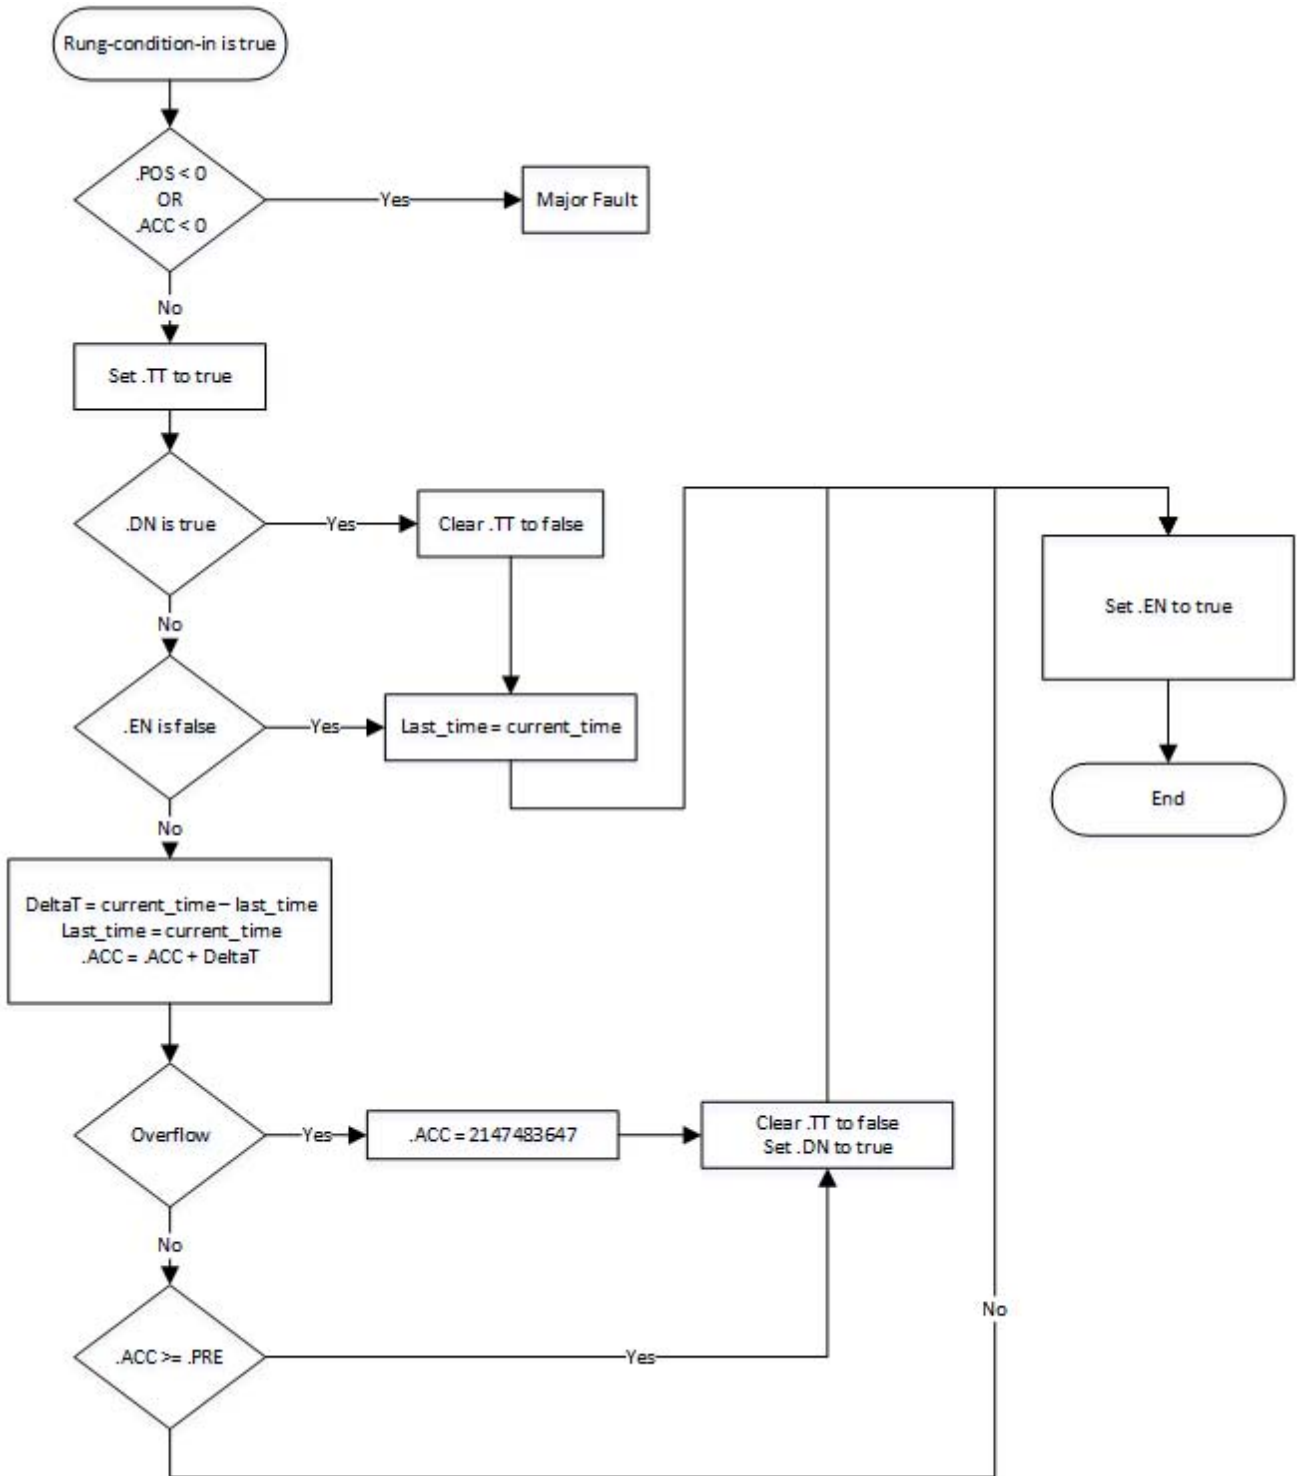 Rung-condition-in is true
.POS < 0
OR
.ACC < 0
Yes
Major Fault
No
Set .TT to true
.DN is true
Yes
Clear .TT to false
No
Set .EN to true
.EN is false
Yes
Last_time = current_time
End
No
DeltaT = current_time – last_time
Last_time = current_time
.ACC = .ACC + DeltaT
Overflow
Yes
.ACC = 2147483647
Clear .TT to false
Set .DN to true
No
No
.ACC >= .PRE
Yes